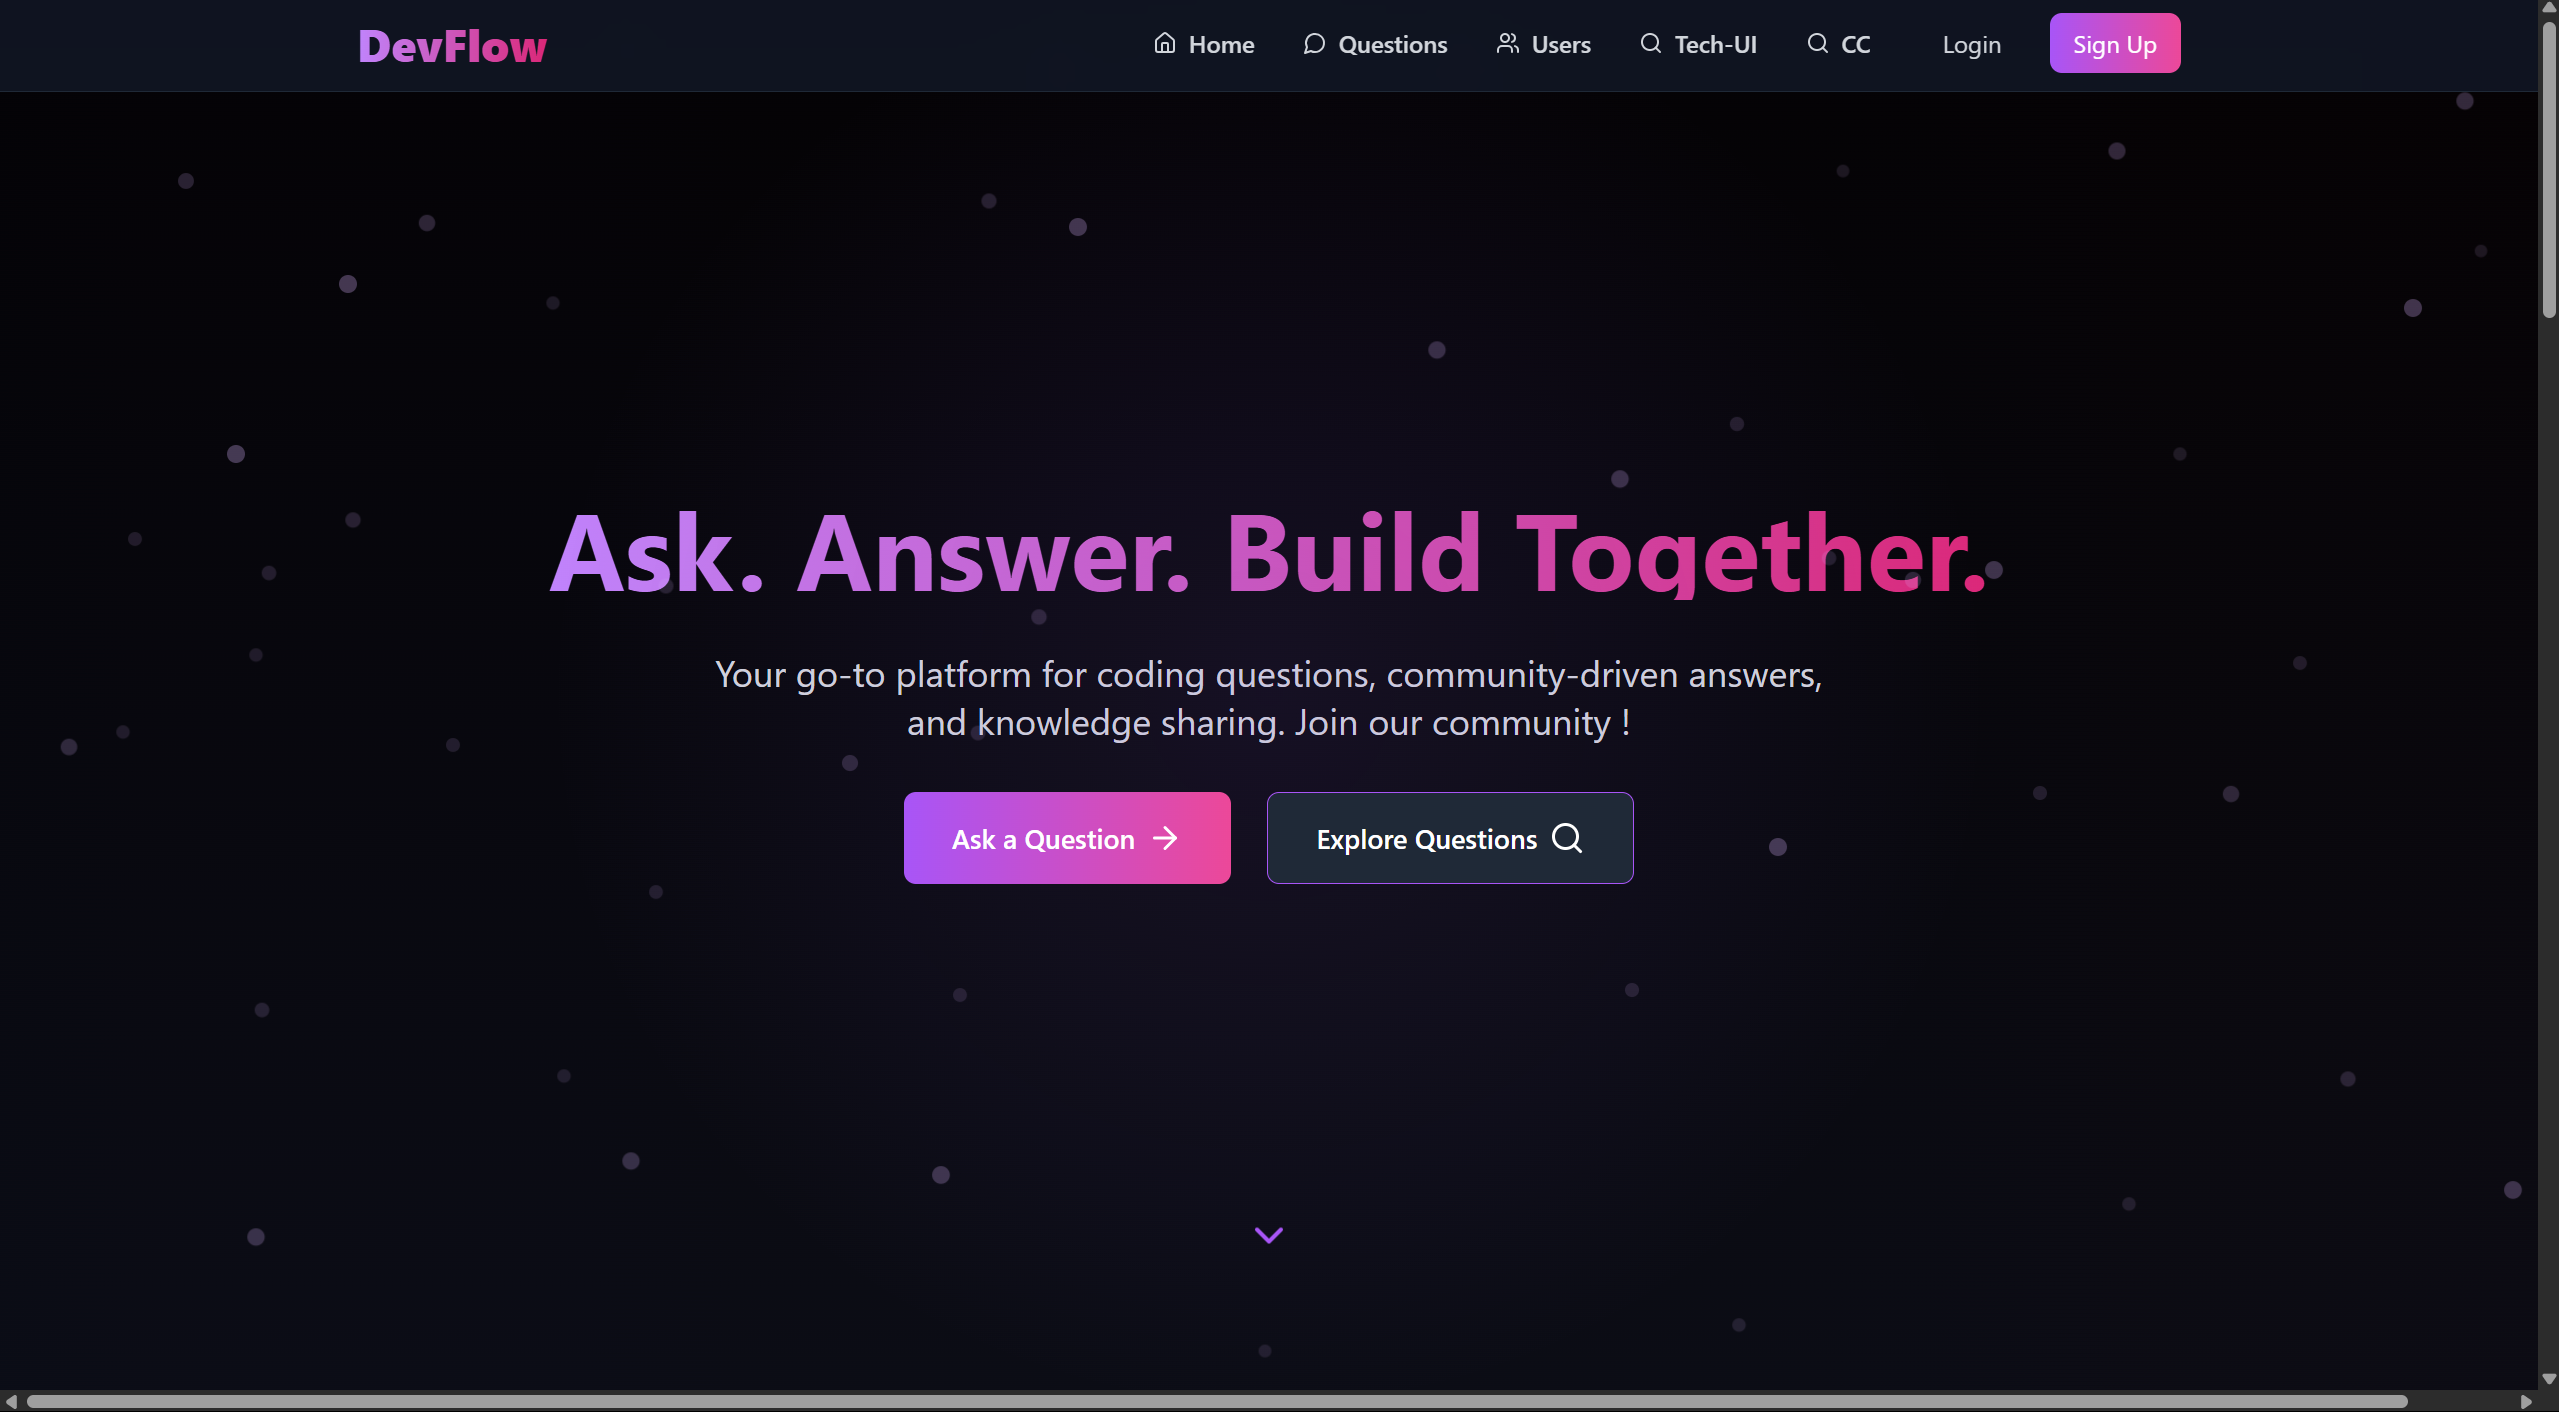 DevFlow
Home
Questions
Users
Tech-UI
CC
Login
Sign Up
Ask. Answer. Build Together.
Your go-to platform for coding questions, community-driven answers,
and knowledge sharing. Join our community !
Ask a Question
Explore Questions